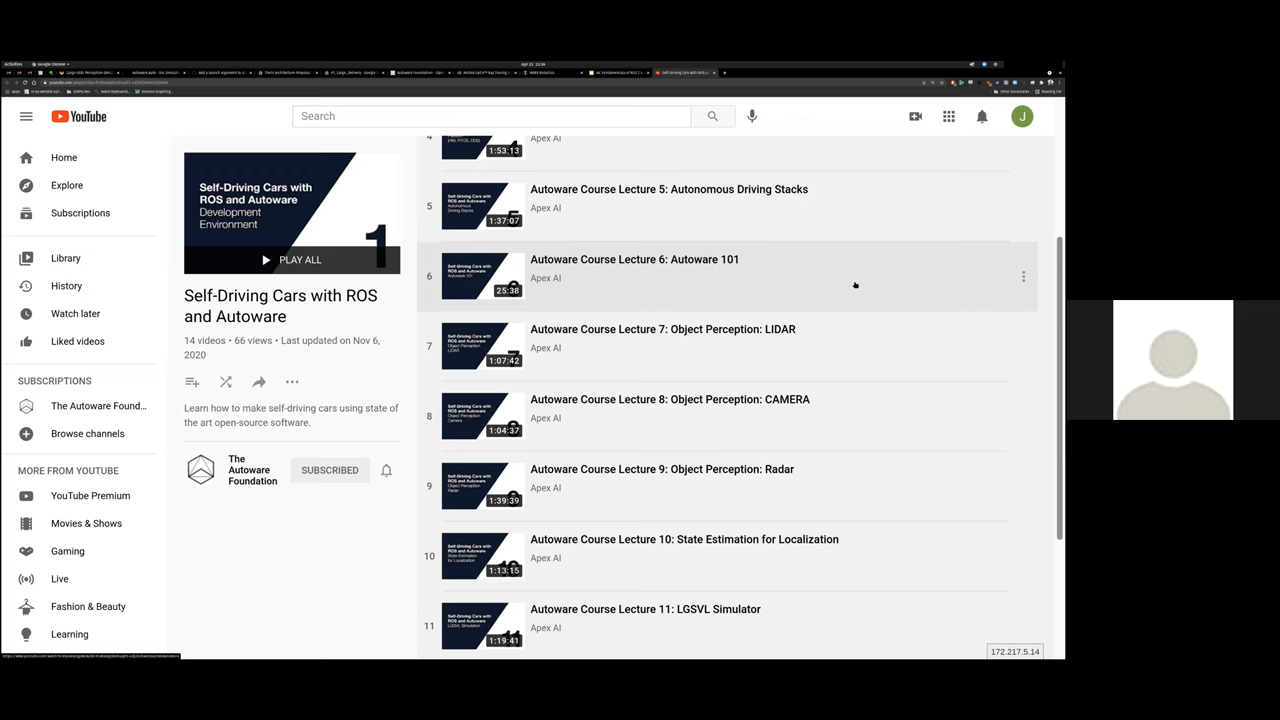 Activities
Google Chrome
Apr 23 11:36
YouTube
Search
J
Home
Explore
Subscriptions
Library
History
Watch later
Liked videos
SUBSCRIPTIONS
The Autoware Found...
Browse channels
MORE FROM YOUTUBE
YouTube Premium
Movies & Shows
Gaming
Live
Fashion & Beauty
Learning
Self-Driving Cars with
ROS and Autoware
Development
Environment
1
PLAY ALL
Self-Driving Cars with ROS
and Autoware
14 videos • 66 views • Last updated on Nov 6,
2020
Learn how to make self-driving cars using state of
the art open-source software.
The
Autoware
Foundation
SUBSCRIBED
4
1:53:13
Apex AI
5
1:37:07
Autoware Course Lecture 5: Autonomous Driving Stacks
Apex AI
6
25:38
Autoware Course Lecture 6: Autoware 101
Apex AI
7
1:07:42
Autoware Course Lecture 7: Object Perception: LIDAR
Apex AI
8
1:04:37
Autoware Course Lecture 8: Object Perception: CAMERA
Apex AI
9
1:39:39
Autoware Course Lecture 9: Object Perception: Radar
Apex AI
10
1:13:15
Autoware Course Lecture 10: State Estimation for Localization
Apex AI
11
1:19:41
Autoware Course Lecture 11: LGSVL Simulator
Apex AI
172.217.5.14